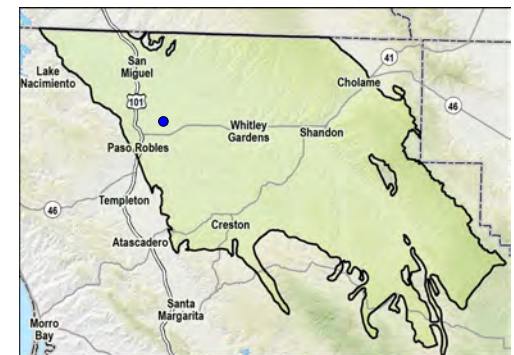 San
Miguel
Lake
Nacimiento
41
Cholame
101
46
Whitley
Gardens
Shandon
Paso Robles
Templeton
46
Creston
Atascadero
Santa
Margarita
Morro
Bay